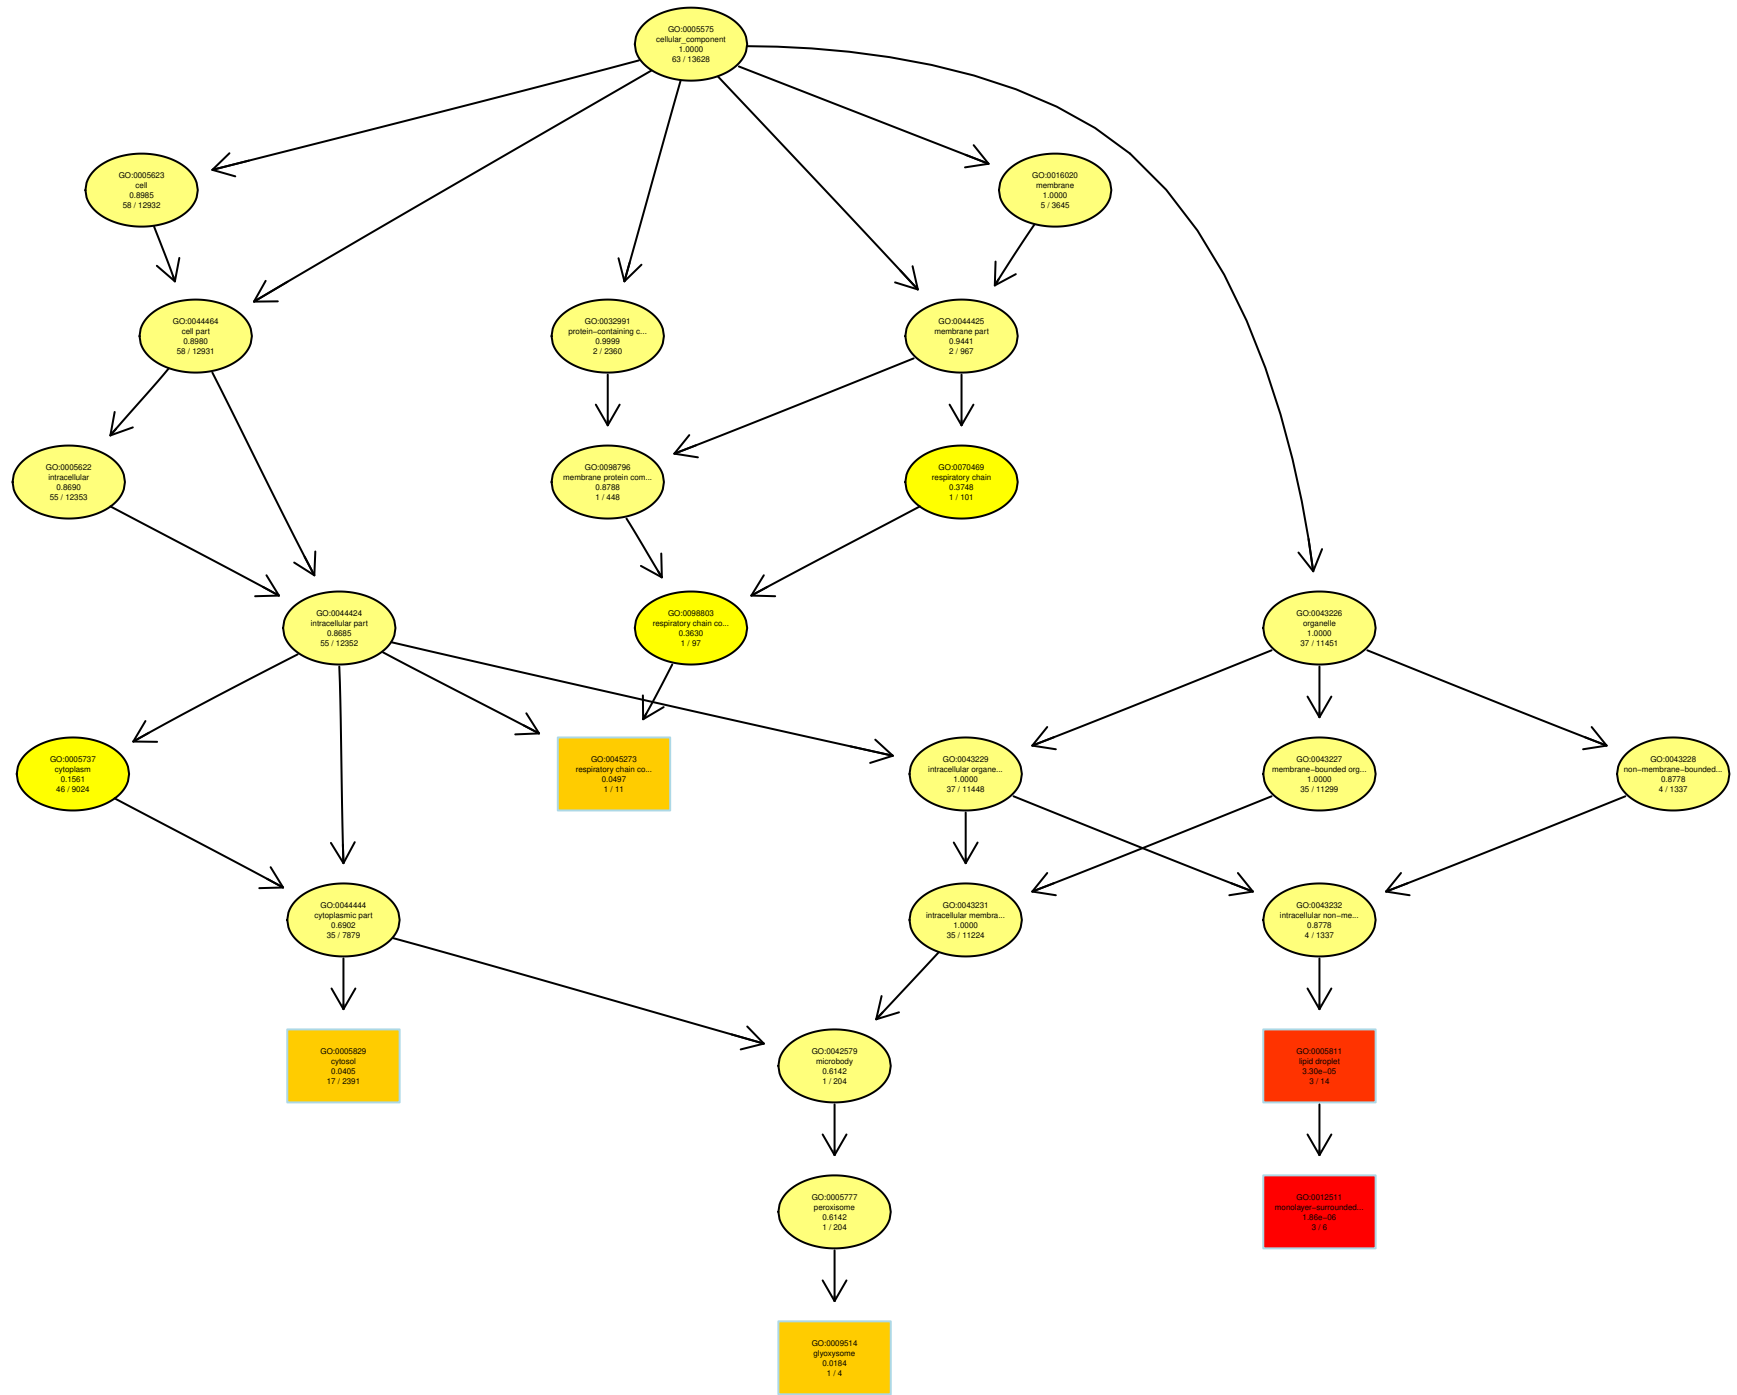 GO:0005575
cellular_component
1.0000
63 / 13628
GO:0005623
cell
0.8985
58 / 12932
GO:0016020
membrane
1.0000
5 / 3645
GO:0044464
cell part
0.8980
58 / 12931
GO:0032991
protein−containing c...
0.9999
2 / 2360
GO:0044425
membrane part
0.9441
2 / 967
GO:0005622
intracellular
0.8690
55 / 12353
GO:0098796
membrane protein com...
0.8788
1 / 448
GO:0070469
respiratory chain
0.3748
1 / 101
GO:0044424
intracellular part
0.8685
55 / 12352
GO:0098803
respiratory chain co...
0.3630
1 / 97
GO:0043226
organelle
1.0000
37 / 11451
GO:0005737
cytoplasm
0.1561
46 / 9024
GO:0045273
respiratory chain co...
0.0497
1 / 11
GO:0043229
intracellular organe...
1.0000
37 / 11448
GO:0043227
membrane−bounded org...
1.0000
35 / 11299
GO:0043228
non−membrane−bounded...
0.8778
4 / 1337
GO:0044444
cytoplasmic part
0.6902
35 / 7879
GO:0043231
intracellular membra...
1.0000
35 / 11224
GO:0043232
intracellular non−me...
0.8778
4 / 1337
GO:0005829
cytosol
0.0405
17 / 2391
GO:0042579
microbody
0.6142
1 / 204
GO:0005811
lipid droplet
3.30e−05
3 / 14
GO:0005777
peroxisome
0.6142
1 / 204
GO:0012511
monolayer−surrounded...
1.86e−06
3 / 6
GO:0009514
glyoxysome
0.0184
1 / 4